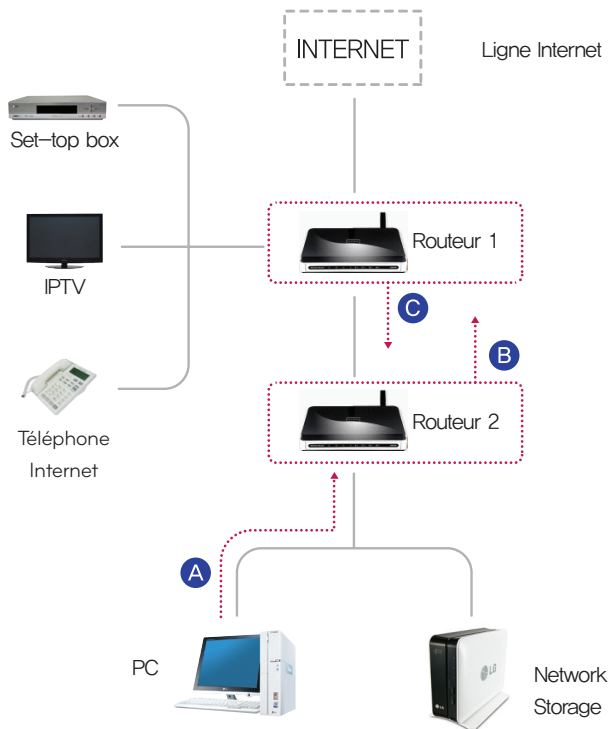 INTERNET
Ligne Internet
Set-top box
Routeur 1
IPTV
C
B
Routeur 2
Téléphone
Internet
A
PC
LG
Network
Storage